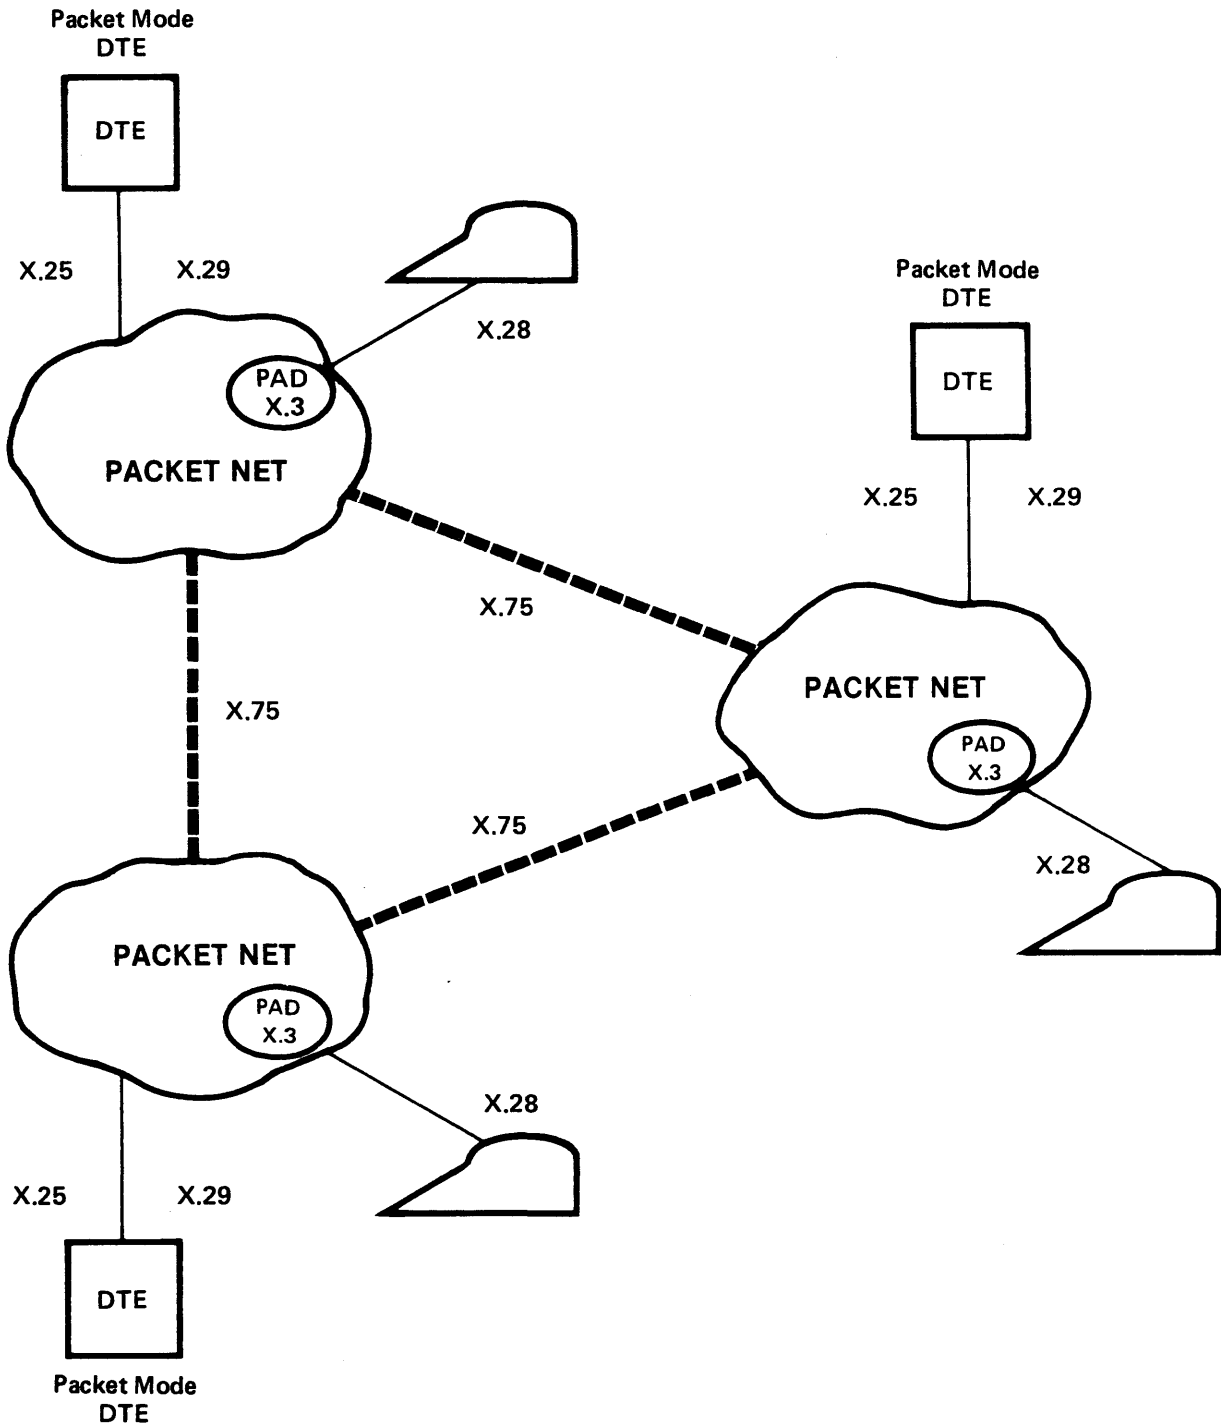 Packet Mode
DTE
DTE
X.25
X.29
X.28
PAD
X.3
PACKET NET
Packet Mode
DTE
DTE
X.25
X.29
X.75
X.75
PACKET NET
PAD
X.3
X.75
X.28
PACKET NET
PAD
X.3
X.28
X.25
X.29
DTE
Packet Mode
DTE